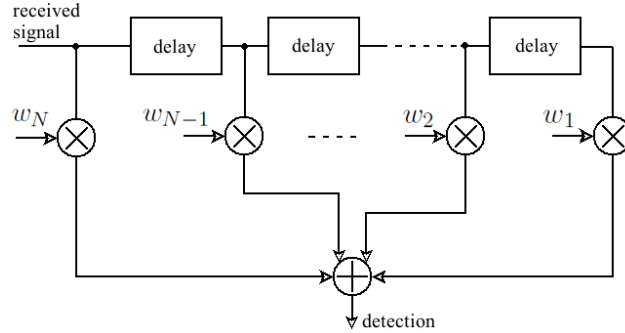 received
signal
delay
delay
delay
w_N
w_{N-1}
w_2
w_1
detection